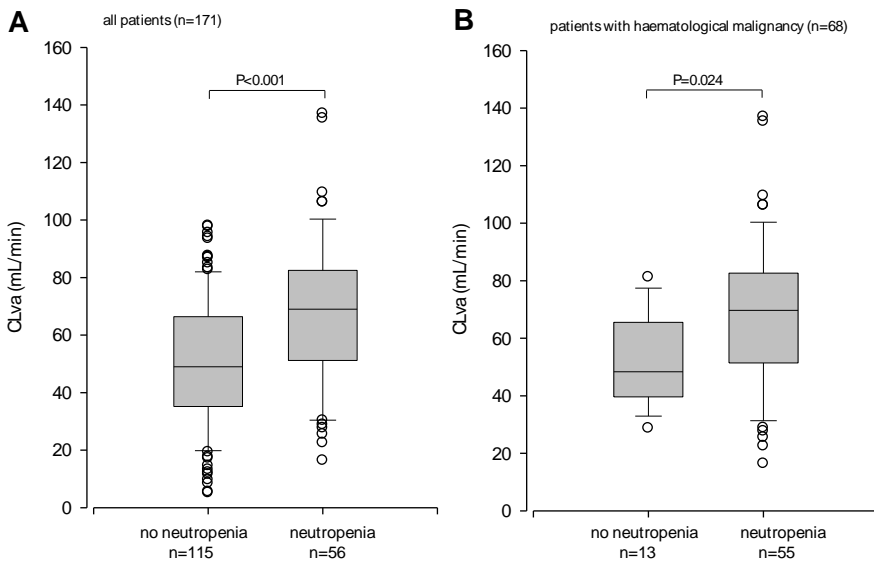 A
all patients (n=171)
P<0.001
CLva (mL/min)
160
140
120
100
80
60
40
20
0
no neutropenia
n=115
neutropenia
n=56
B
patients with haematological malignancy (n=68)
P=0.024
CLva (mL/min)
160
140
120
100
80
60
40
20
0
no neutropenia
n=13
neutropenia
n=55